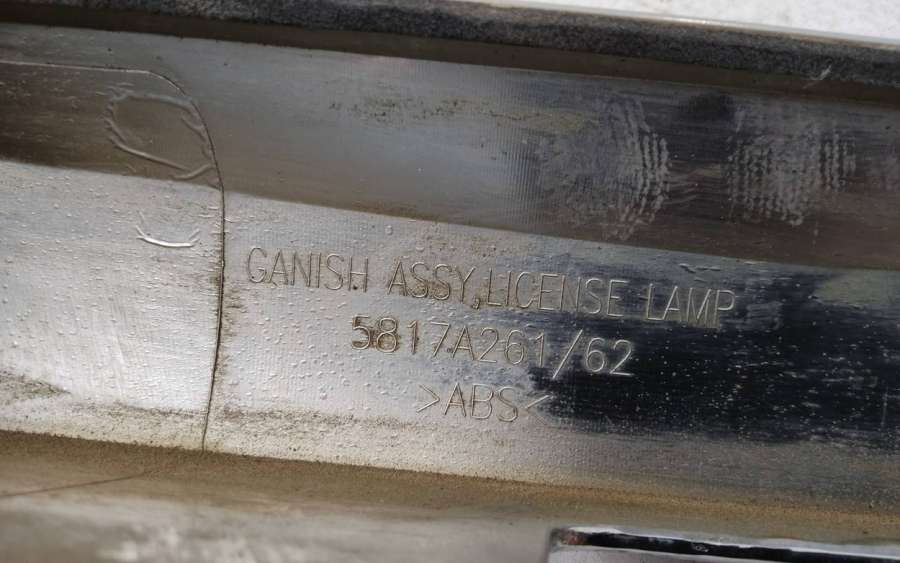 GANISH ASSY,LICENSE LAMP
5817A261/62
>ABS<